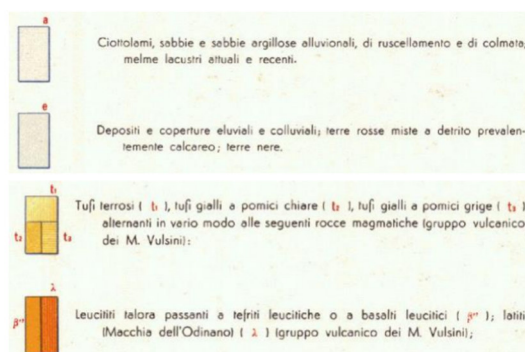 a
Ciottolami, sabbie e sabbie argillose alluvionali, di ruscellamento e di colmata,
melme lacustri attuali e recenti.
e
Depositi e coperture eluviali e colluviali; terre rosse miste a detrito prevalen-
temente calcareo; terre nere.
t₁
t₂ t₃
Tufi terrosi ( t₁ ), tufi gialli a pomici chiare ( t₂ ), tufi gialli a pomici grige ( t₃ )
alternanti in vario modo alle seguenti rocce magmatiche (gruppo vulcanico
dei M. Vulsini):
λ
Leucititi talora passanti a tefriti leucitiche o a basalti leucitici ( β''' ); latiti
(Macchia dell'Odinano) ( λ ) (gruppo vulcanico dei M. Vulsini);